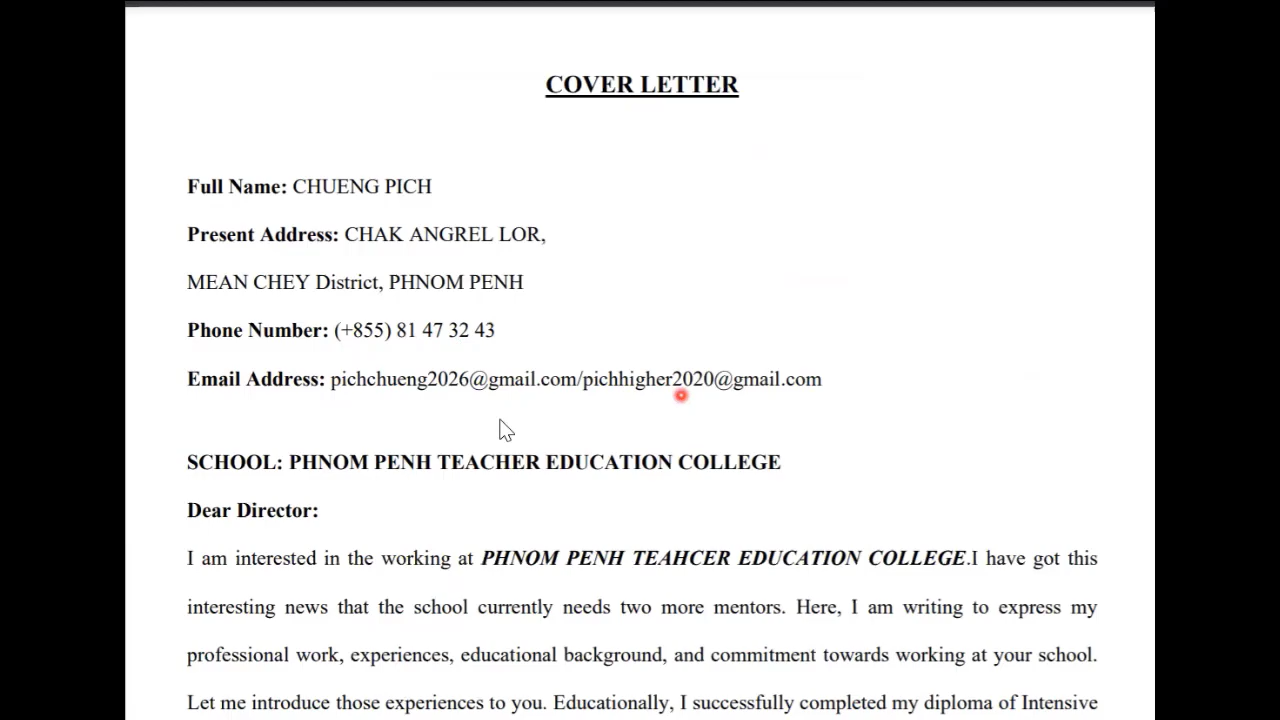 COVER LETTER
Full Name: CHUENG PICH
Present Address: CHAK ANGREL LOR,
MEAN CHEY District, PHNOM PENH
Phone Number: (+855) 81 47 32 43
Email Address: pichchueng2026@gmail.com/pichhigher2020@gmail.com
SCHOOL: PHNOM PENH TEACHER EDUCATION COLLEGE
Dear Director:
I am interested in the working at PHNOM PENH TEAHCER EDUCATION COLLEGE.I have got this
interesting news that the school currently needs two more mentors. Here, I am writing to express my
professional work, experiences, educational background, and commitment towards working at your school.
Let me introduce those experiences to you. Educationally, I successfully completed my diploma of Intensive